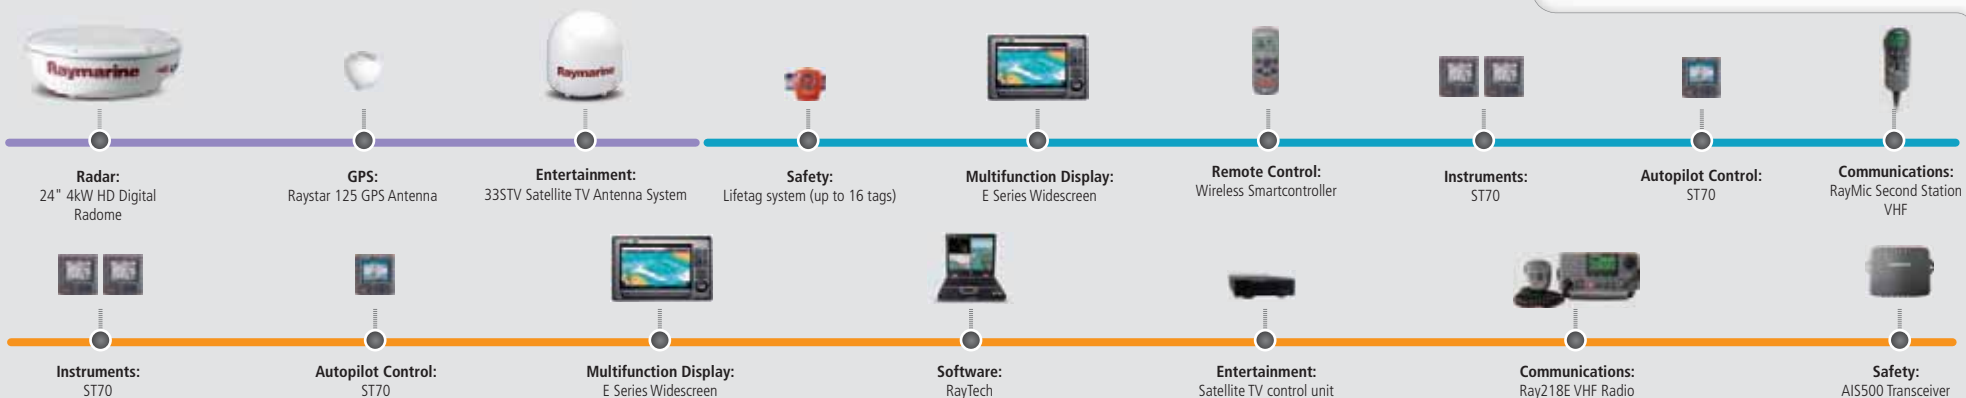 Raymarine
Raymarine
Radar:
24" 4kW HD Digital
Radome
GPS:
Raystar 125 GPS Antenna
Entertainment:
33STV Satellite TV Antenna System
Safety:
Lifetag system (up to 16 tags)
Multifunction Display:
E Series Widescreen
Remote Control:
Wireless Smartcontroller
Instruments:
ST70
Autopilot Control:
ST70
Communications:
RayMic Second Station
VHF
Instruments:
ST70
Autopilot Control:
ST70
Multifunction Display:
E Series Widescreen
Software:
RayTech
Entertainment:
Satellite TV control unit
Communications:
Ray218E VHF Radio
Safety:
AIS500 Transceiver